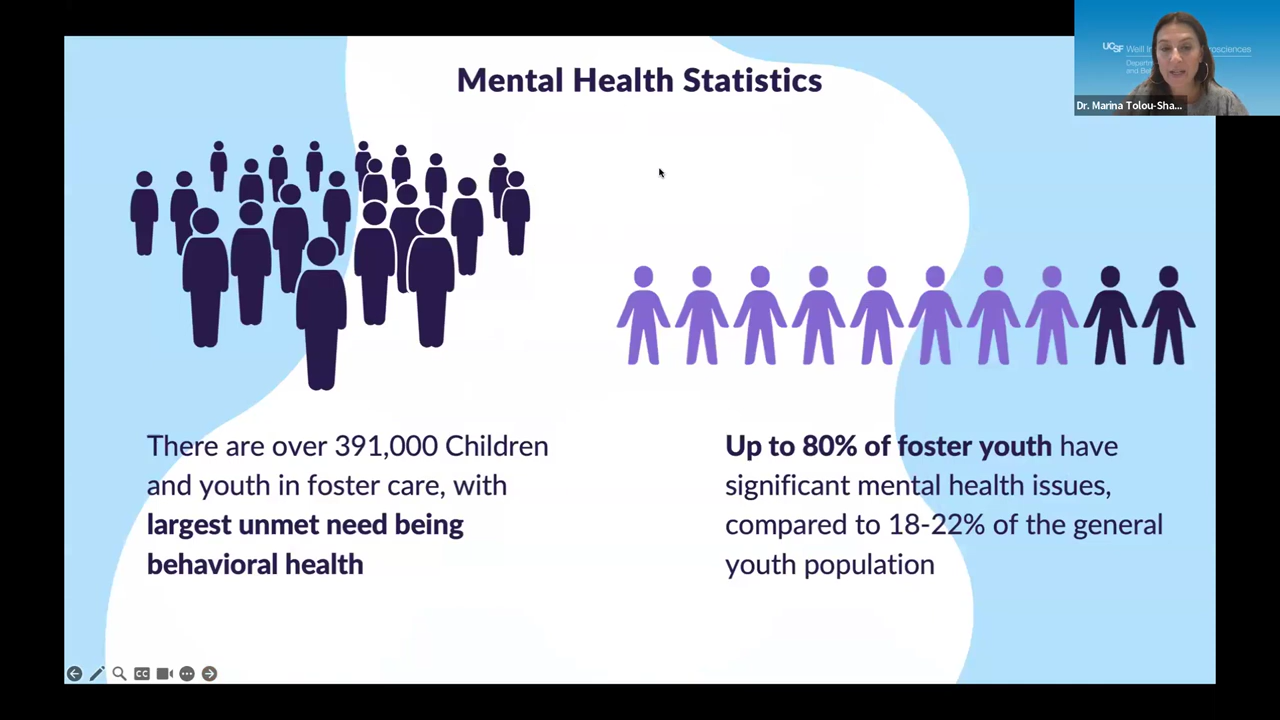 Mental Health Statistics
UCSF Weill
Dr. Marina Tolou-Sha...
There are over 391,000 Children
and youth in foster care, with
largest unmet need being
behavioral health
Up to 80% of foster youth have
significant mental health issues,
compared to 18-22% of the general
youth population
CC